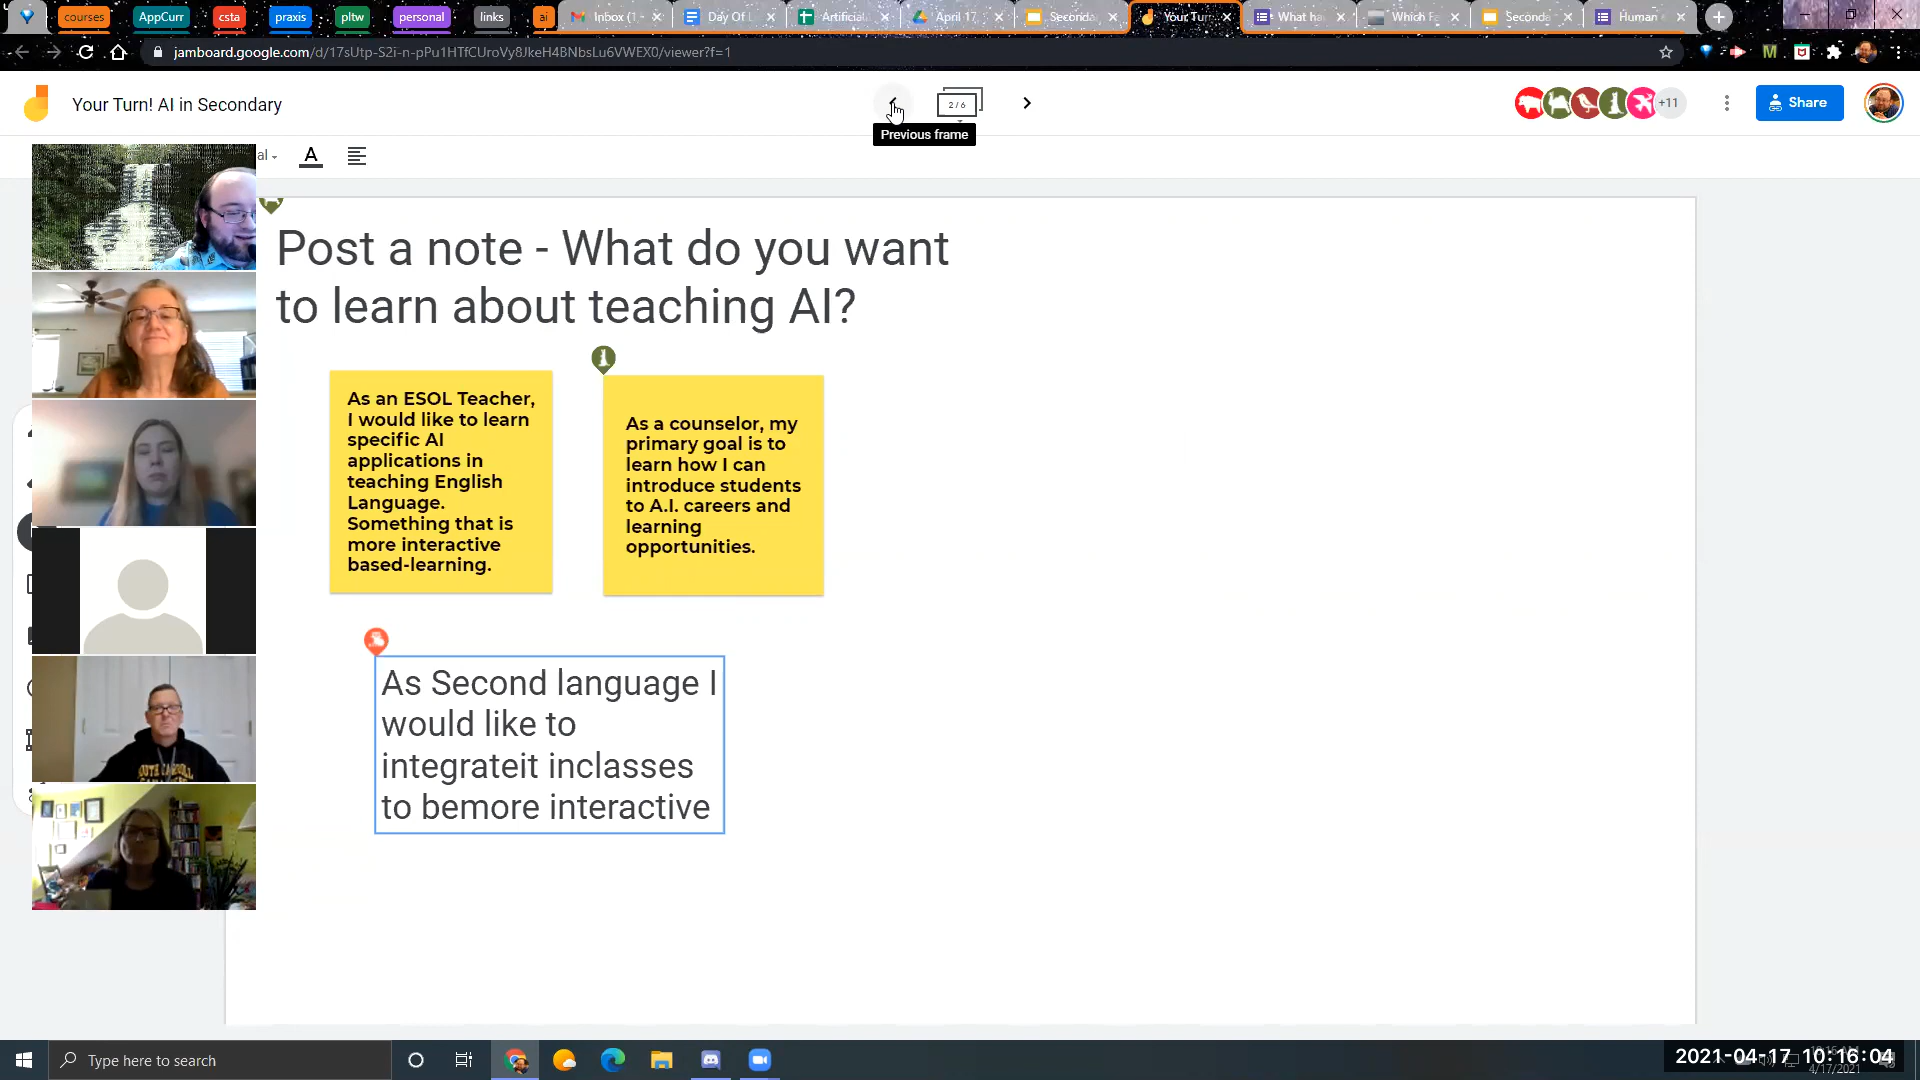 courses
AppCurr
csta
praxis
pltw
personal
links
ai
Inbox (1
Day Of
Artificial
April 17
Seconda
Your Turn
What ha
Which F
Seconda
Human
jamboard.google.com/d/17sUtp-S2i-n-pPu1HTfCUroVy8JkeH4BNbsLu6VWEX0/viewer?f=1
Your Turn! AI in Secondary
2 / 6
+11
Share
Previous frame
al
A
Post a note - What do you want
to learn about teaching AI?
As an ESOL Teacher,
I would like to learn
specific AI
applications in
teaching English
Language.
Something that is
more interactive
based-learning.
As a counselor, my
primary goal is to
learn how I can
introduce students
to A.I. careers and
learning
opportunities.
As Second language I
would like to
integrateit inclasses
to bemore interactive
Type here to search
2021-04-17 10:16:04
4/17/2021